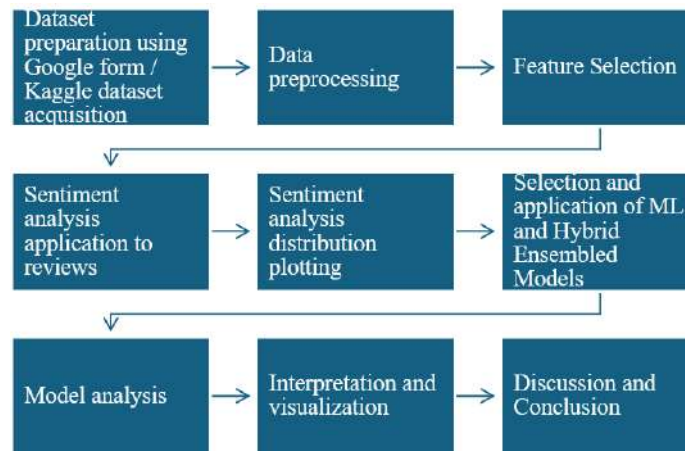 Dataset
preparation using
Google form /
Kaggle dataset
acquisition
Data
preprocessing
Feature Selection
Sentiment
analysis
application to
reviews
Sentiment
analysis
distribution
plotting
Selection and
application of ML
and Hybrid
Ensembled
Models
Model analysis
Interpretation and
visualization
Discussion and
Conclusion